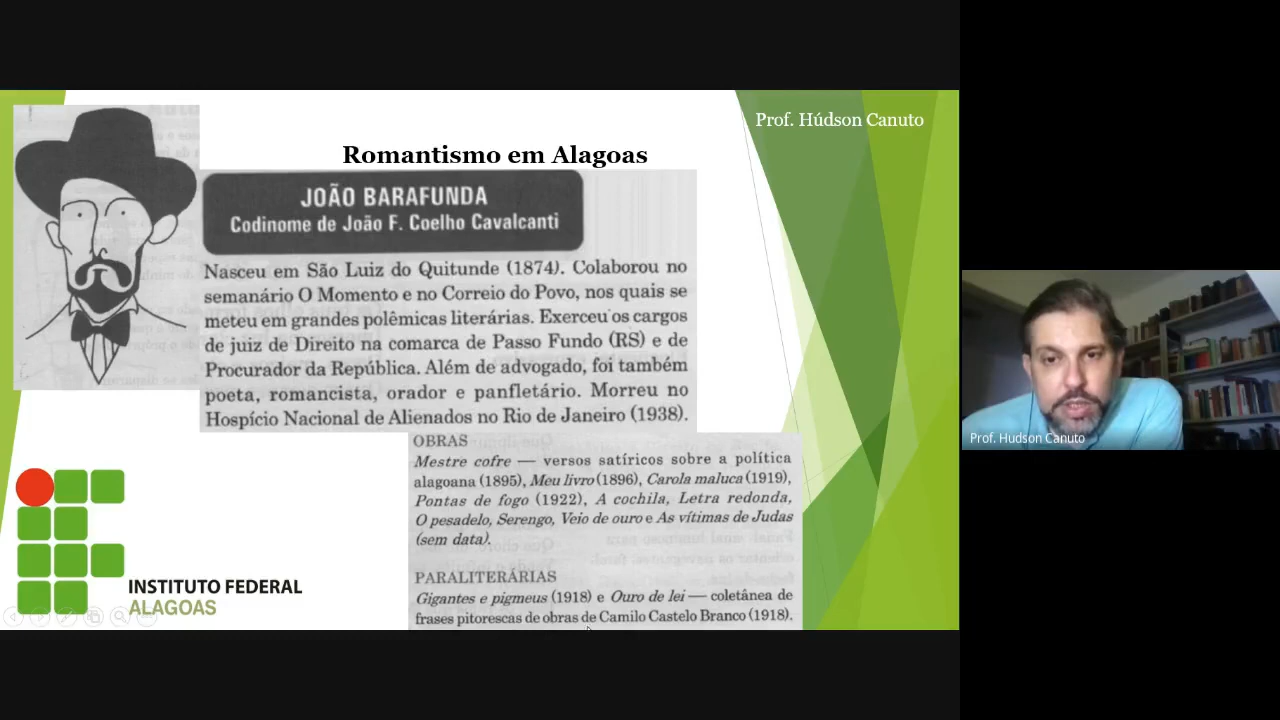 Prof. Húdson Canuto
Romantismo em Alagoas
JOÃO BARAFUNDA
Codinome de João F. Coelho Cavalcanti
Nasceu em São Luiz do Quitunde (1874). Colaborou no
semanário O Momento e no Correio do Povo, nos quais se
meteu em grandes polêmicas literárias. Exerceu os cargos
de juiz de Direito na comarca de Passo Fundo (RS) e de
Procurador da República. Além de advogado, foi também
poeta, romancista, orador e panfletário. Morreu no
Hospício Nacional de Alienados no Rio de Janeiro (1938).
OBRAS
Mestre cofre — versos satíricos sobre a política
alagoana (1895), Meu livro (1896), Carola maluca (1919),
Pontas de fogo (1922), A cochila, Letra redonda,
O pesadelo, Serengo, Veio de ouro e As vítimas de Judas
(sem data).
PARALITERÁRIAS
Gigantes e pigmeus (1918) e Ouro de lei — coletânea de
frases pitorescas de obras de Camilo Castelo Branco (1918).
INSTITUTO FEDERAL
ALAGOAS
Prof. Hudson Canuto